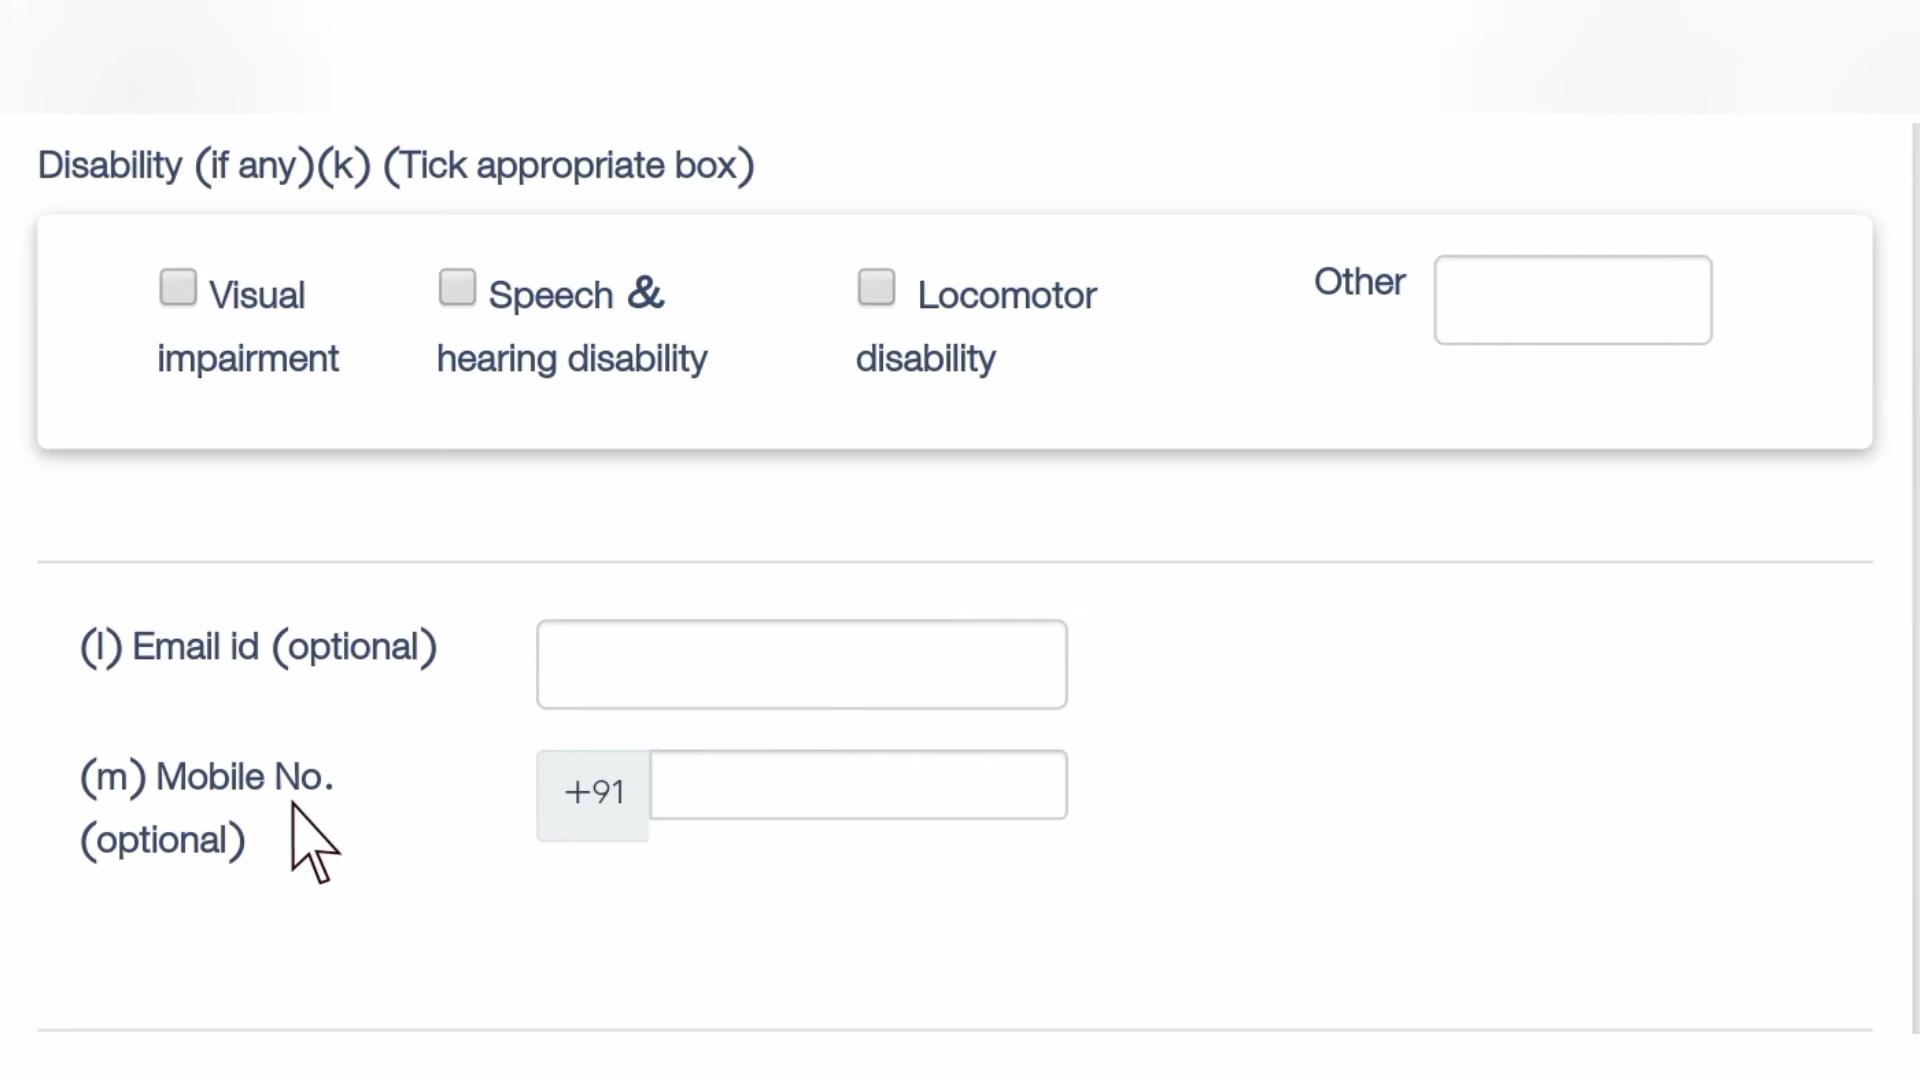 Disability (if any)(k) (Tick appropriate box)
Visual impairment
Speech & hearing disability
Locomotor disability
Other
(l) Email id (optional)
(m) Mobile No.
(optional)
+91